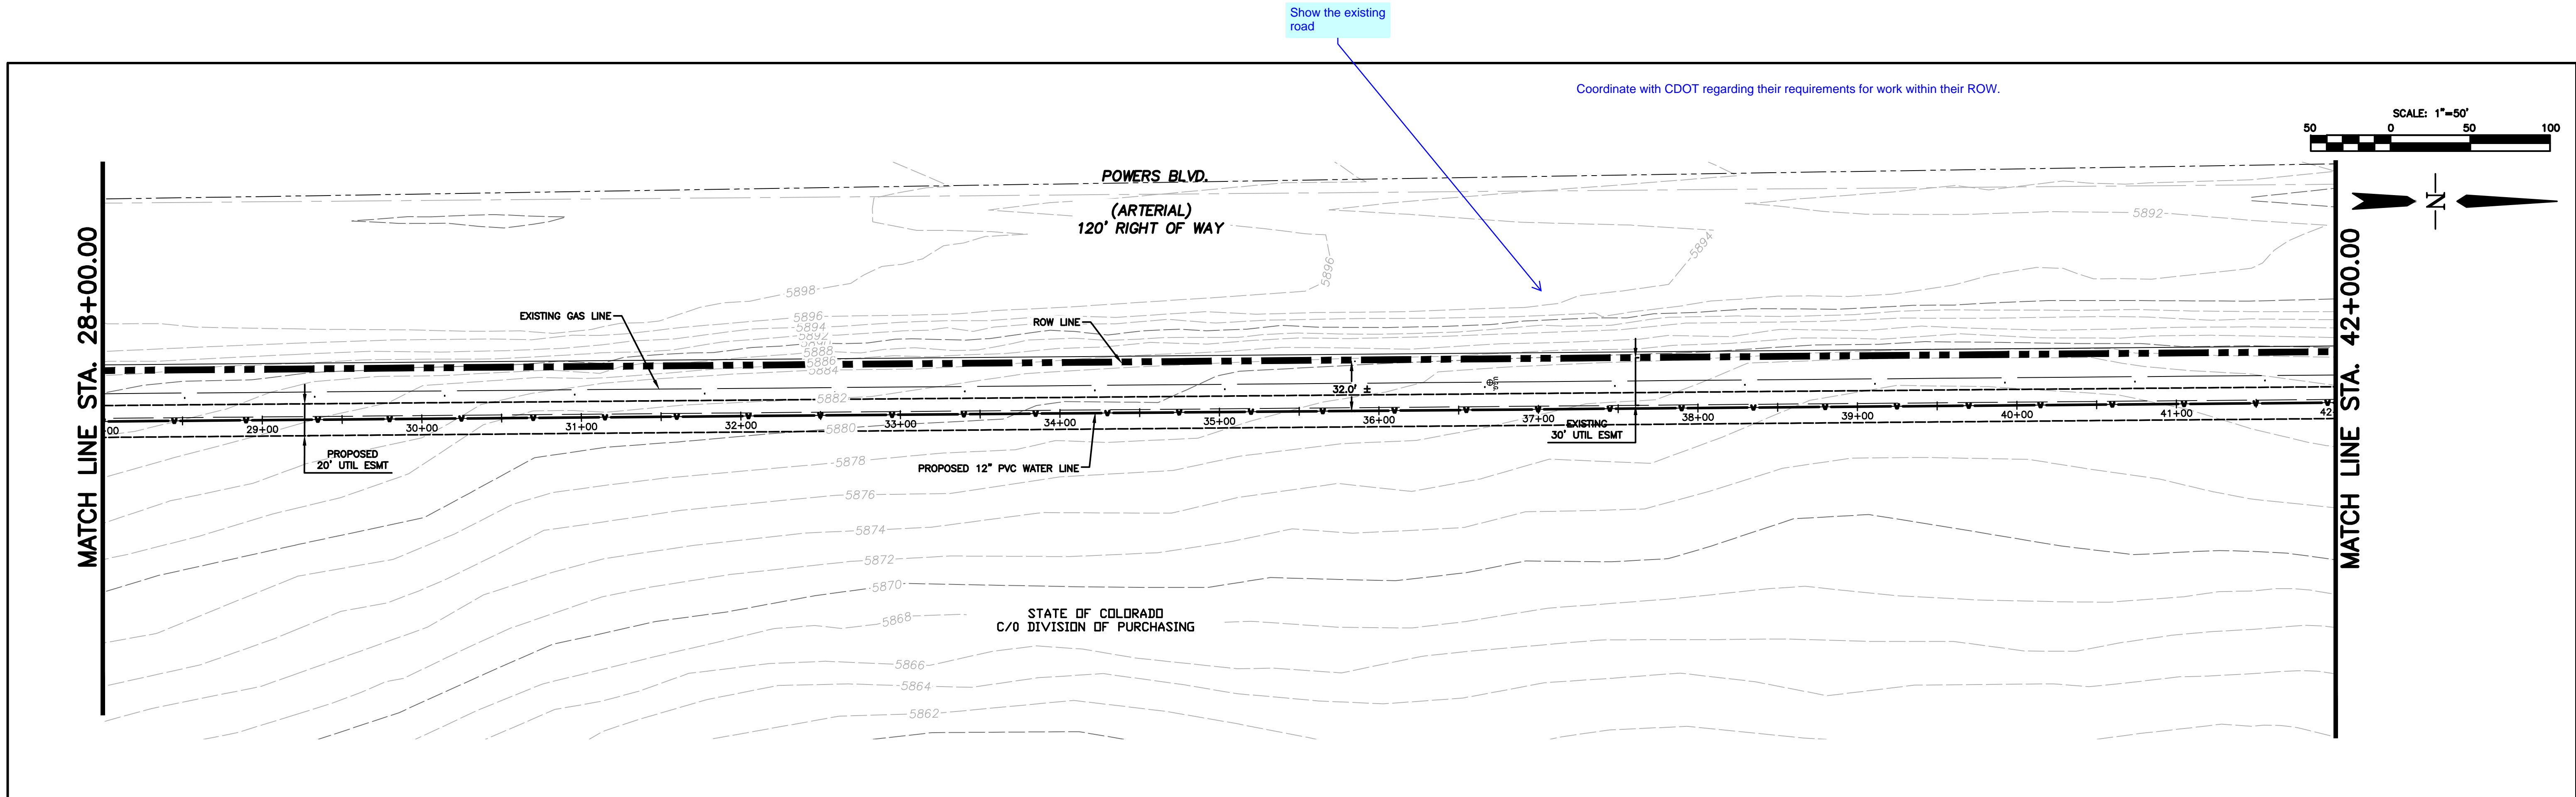 Show the existing
road
Coordinate with CDOT regarding their requirements for work within their ROW.
SCALE: 1"=50'
50 0 50 100
N
POWERS BLVD.
(ARTERIAL)
120' RIGHT OF WAY
MATCH LINE STA. 28+00.00
MATCH LINE STA. 42+00.00
5892
5894
5896
5898
EXISTING GAS LINE
ROW LINE
5896
5894
5892
5888
5886
5884
5882
5880
32.0' ±
29+00 30+00 31+00 32+00 33+00 34+00 35+00 36+00 37+00 38+00 39+00 40+00 41+00
PROPOSED
20' UTIL ESMT
PROPOSED 12" PVC WATER LINE
EXISTING
30' UTIL ESMT
5878
5876
5874
5872
5870
5868
STATE OF COLORADO
C/O DIVISION OF PURCHASING
5866
5864
5862